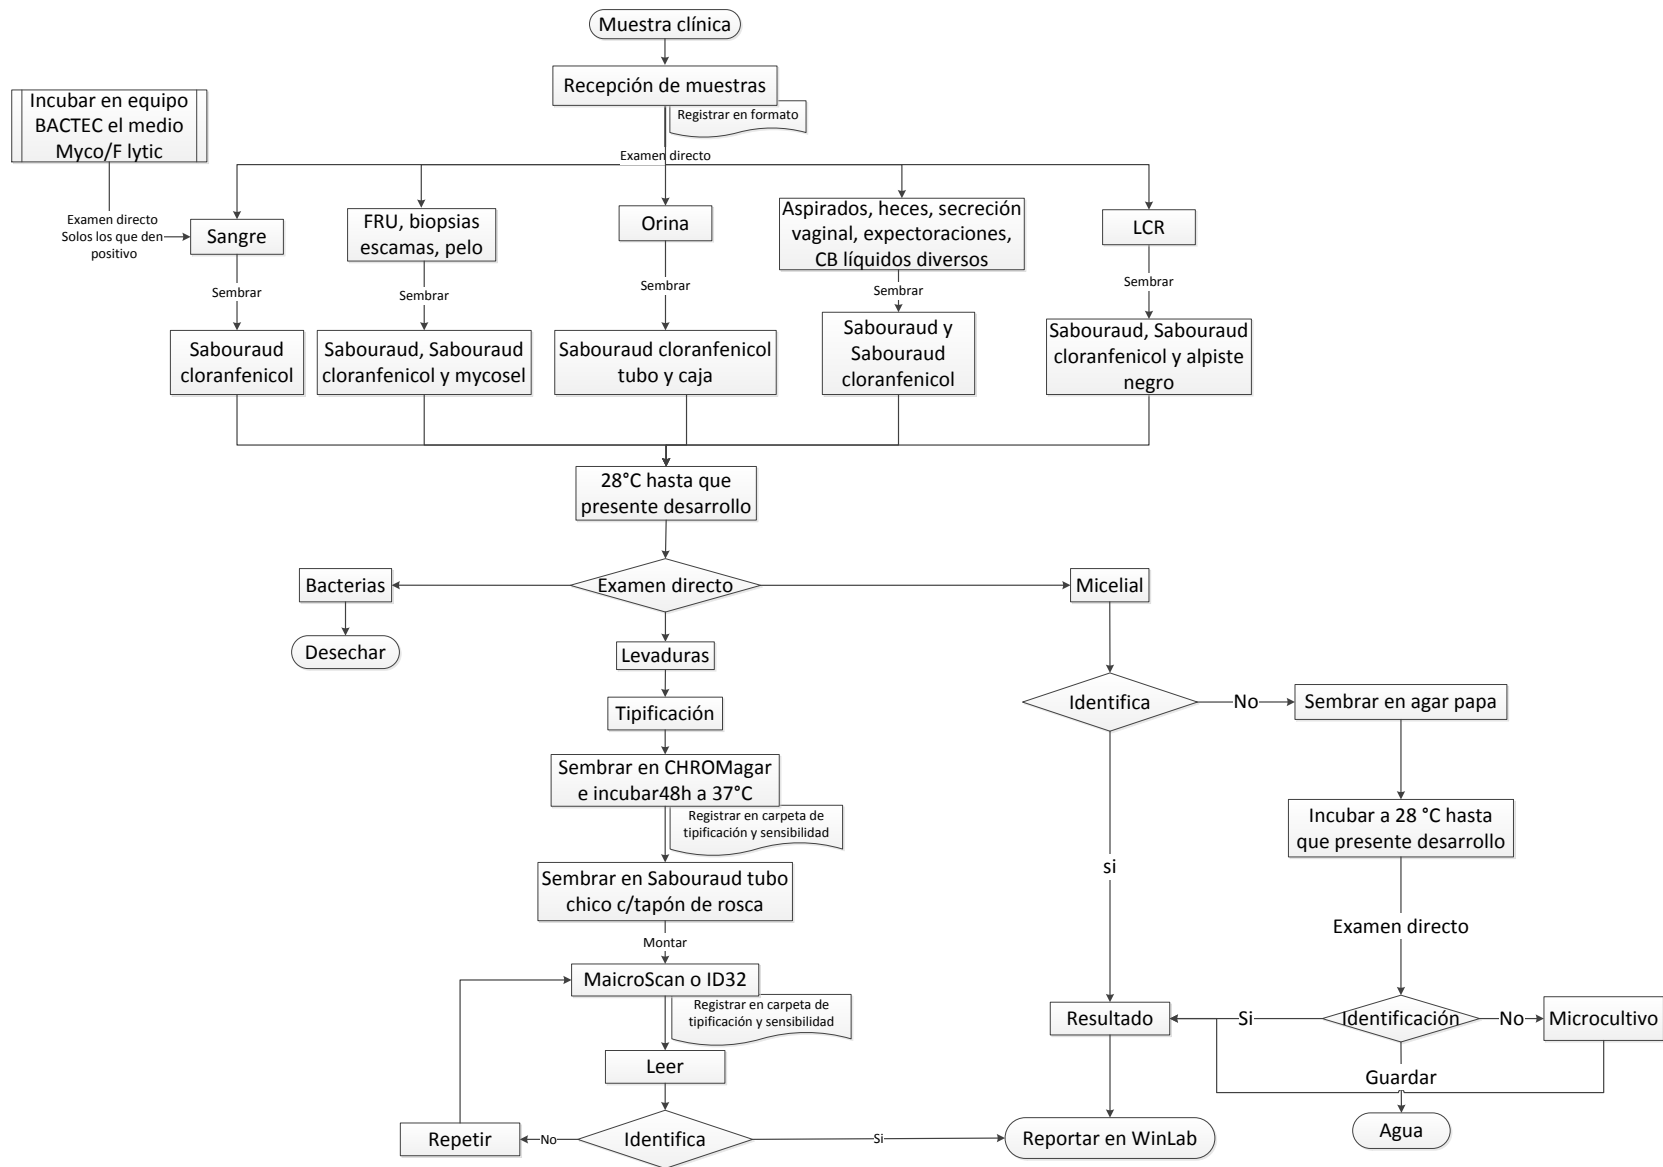 Muestra clínica
Recepción de muestras
Registrar en formato
Incubar en equipo
BACTEC el medio
Myco/F lytic
Examen directo
Examen directo
Solos los que den
positivo
Sangre
FRU, biopsias
escamas, pelo
Orina
Aspirados, heces, secreción
vaginal, expectoraciones,
CB líquidos diversos
LCR
Sembrar
Sembrar
Sembrar
Sembrar
Sembrar
Sabouraud
cloranfenicol
Sabouraud, Sabouraud
cloranfenicol y mycosel
Sabouraud cloranfenicol
tubo y caja
Sabouraud y
Sabouraud
cloranfenicol
Sabouraud, Sabouraud
cloranfenicol y alpiste
negro
28°C hasta que
presente desarrollo
Bacterias
Examen directo
Micelial
Desechar
Levaduras
Tipificación
Identifica
No
Sembrar en agar papa
Sembrar en CHROMagar
e incubar48h a 37°C
Registrar en carpeta de
tipificación y sensibilidad
Incubar a 28 °C hasta
que presente desarrollo
si
Sembrar en Sabouraud tubo
chico c/tapón de rosca
Examen directo
Montar
MaicroScan o ID32
Registrar en carpeta de
tipificación y sensibilidad
Resultado
Si
Identificación
No
Microcultivo
Leer
Guardar
Repetir
No
Identifica
Si
Reportar en WinLab
Agua